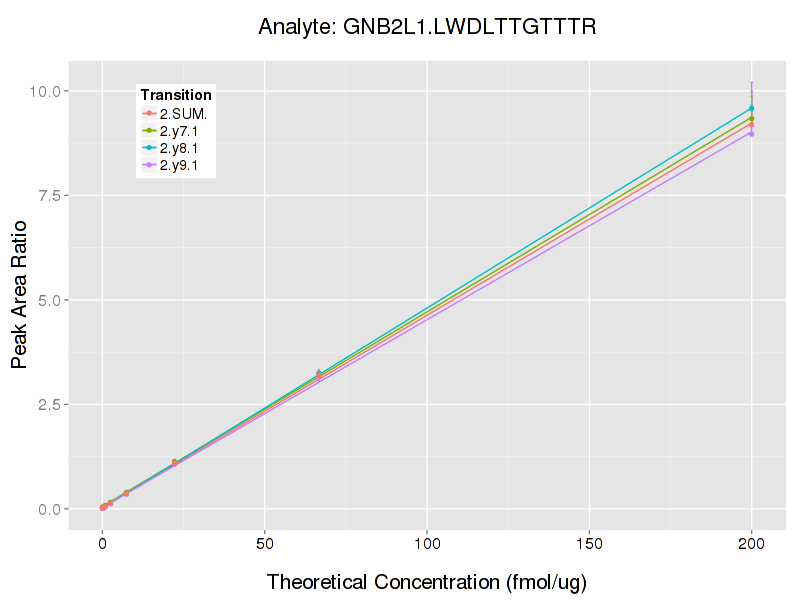 Analyte: GNB2L1.LWDLTTGTTTR
Transition
2.SUM.
2.y7.1
2.y8.1
2.y9.1
10.0
7.5
5.0
2.5
0.0
Peak Area Ratio
0 50 100 150 200
Theoretical Concentration (fmol/ug)